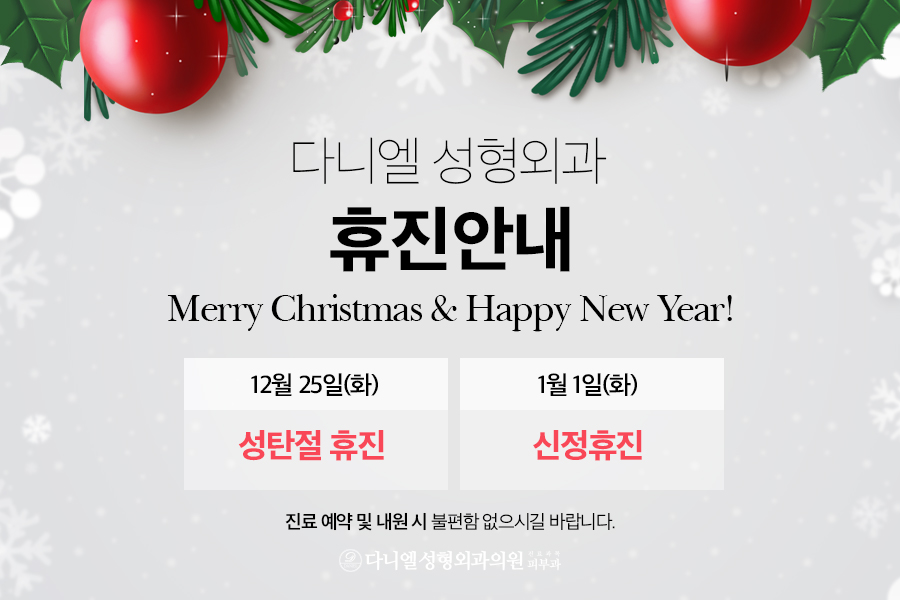 다니엘 성형외과
휴진안내
Merry Christmas & Happy New Year!
12월 25일(화)
성탄절 휴진
1월 1일(화)
신정휴진
진료 예약 및 내원 시 불편함 없으시길 바랍니다.
다니엘성형외과의원
피부과